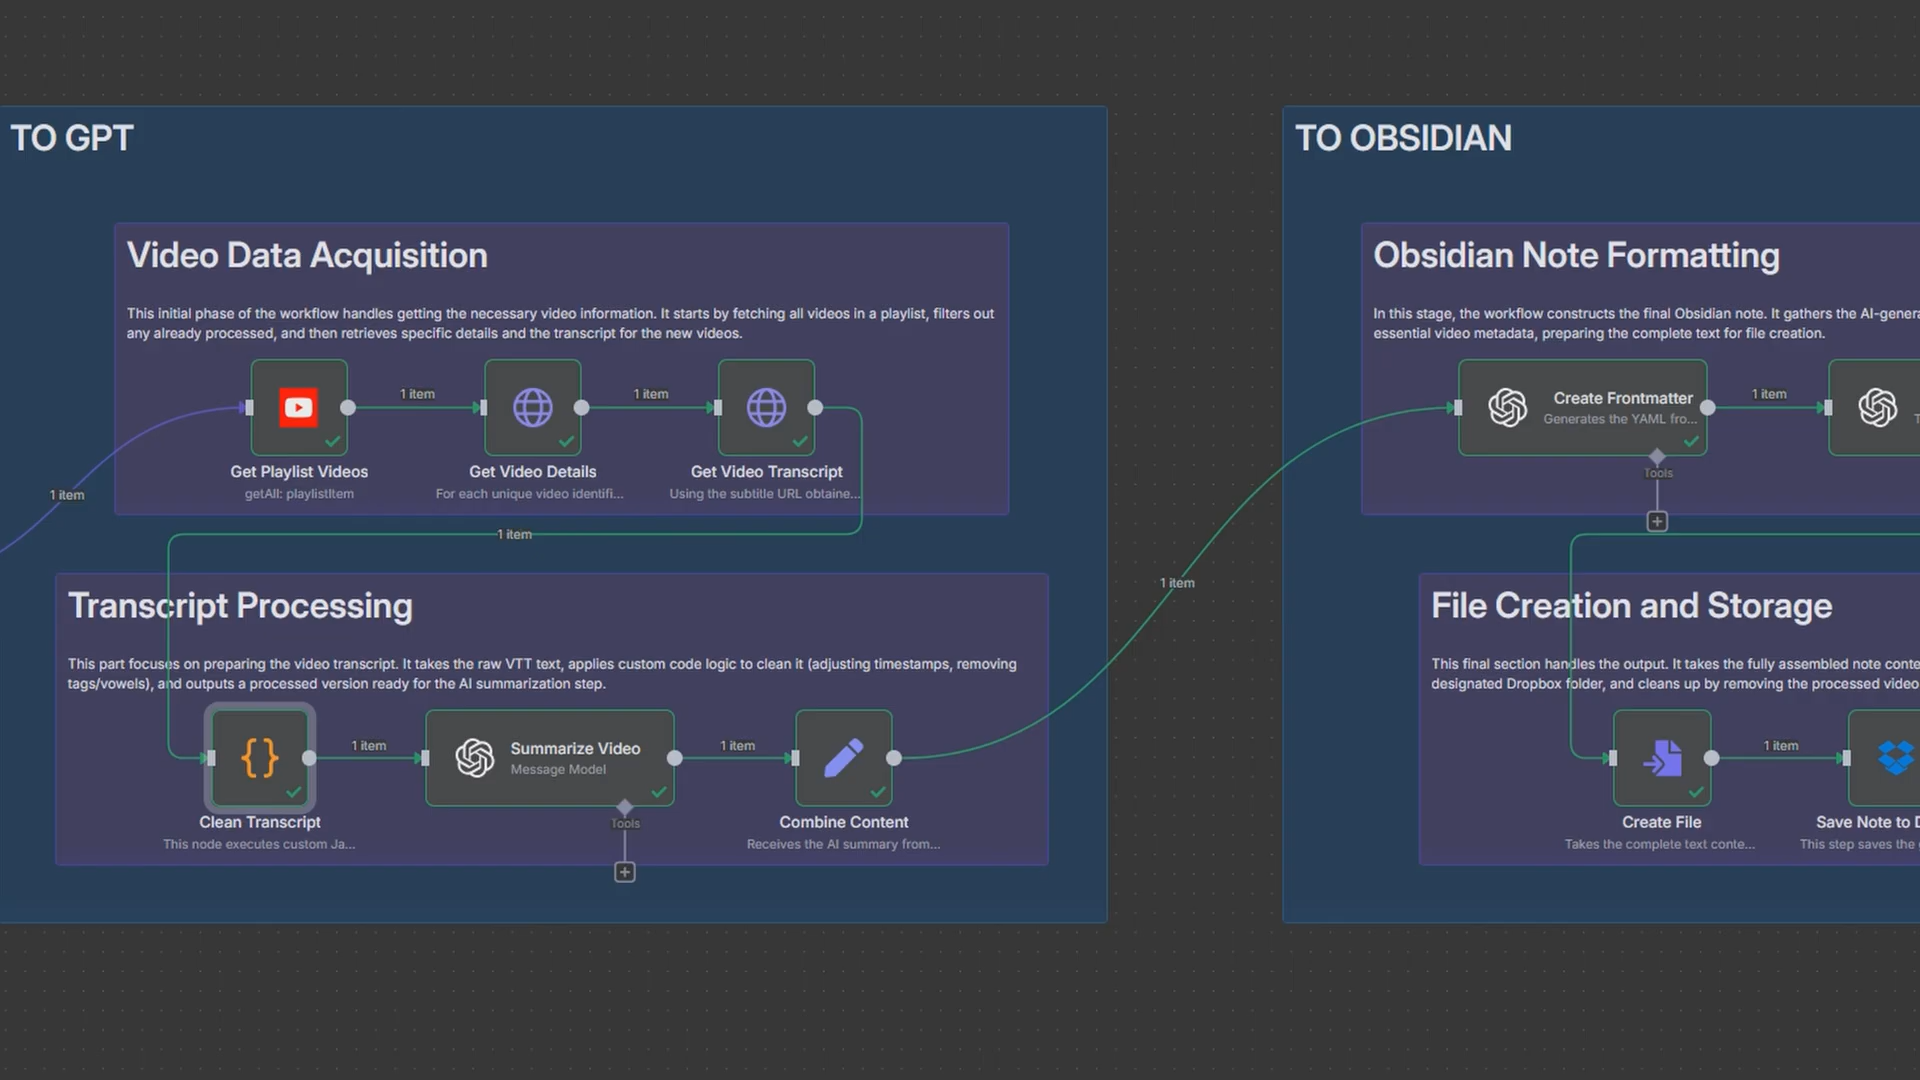 TO GPT
Video Data Acquisition
This initial phase of the workflow handles getting the necessary video information. It starts by fetching all videos in a playlist, filters out
any already processed, and then retrieves specific details and the transcript for the new videos.
1 item
1 item
Get Playlist Videos
getAll: playlistItem
Get Video Details
For each unique video identifi...
Get Video Transcript
Using the subtitle URL obtaine...
1 item
1 item
Transcript Processing
This part focuses on preparing the video transcript. It takes the raw VTT text, applies custom code logic to clean it (adjusting timestamps, removing
tags/vowels), and outputs a processed version ready for the AI summarization step.
1 item
Summarize Video
Message Model
1 item
Tools
Clean Transcript
This node executes custom Ja...
Combine Content
Receives the AI summary from...
1 item
TO OBSIDIAN
Obsidian Note Formatting
In this stage, the workflow constructs the final Obsidian note. It gathers the AI-genera
essential video metadata, preparing the complete text for file creation.
Create Frontmatter
Generates the YAML fro...
1 item
T
Tools
File Creation and Storage
This final section handles the output. It takes the fully assembled note conte
designated Dropbox folder, and cleans up by removing the processed video
1 item
Create File
Takes the complete text conte...
Save Note to D
This step saves the